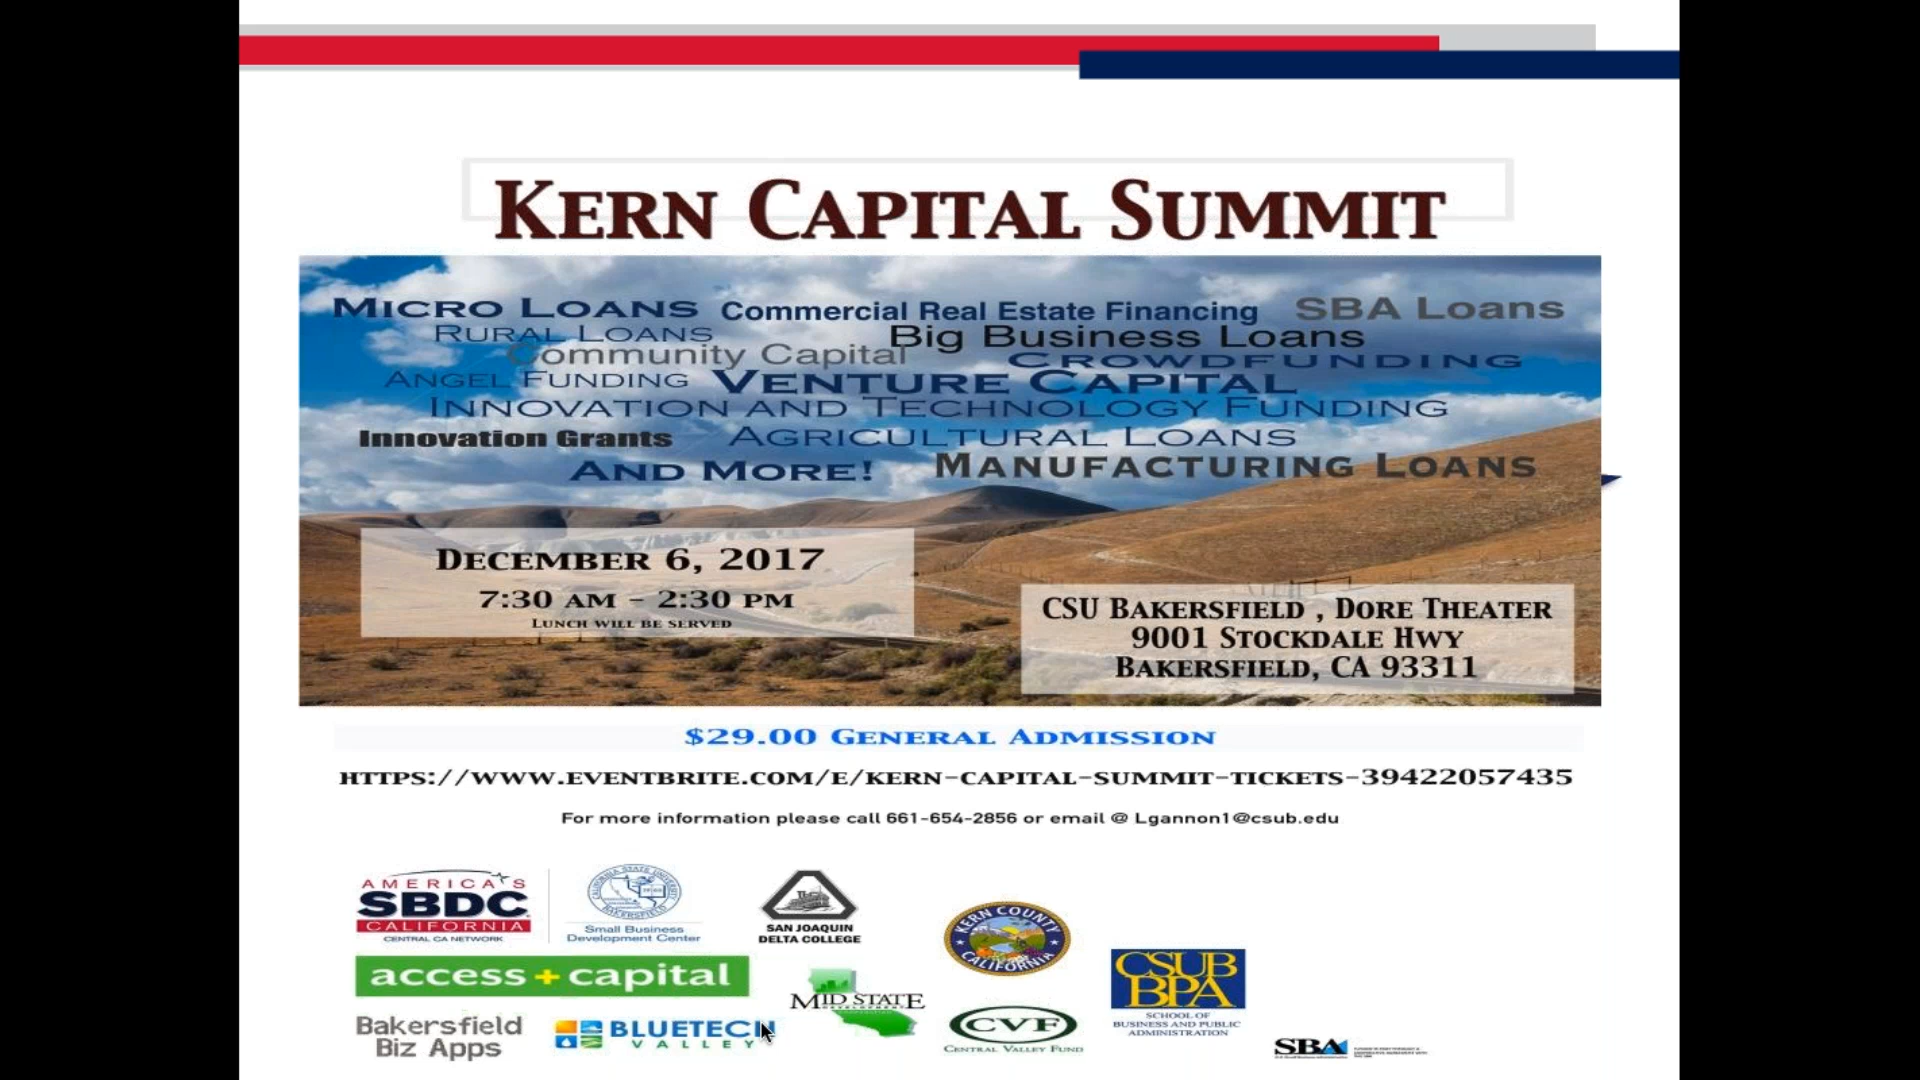 KERN CAPITAL SUMMIT
MICRO LOANS Commercial Real Estate Financing SBA Loans
RURAL LOANS Big Business Loans
Community Capital CROWDFUNDING
ANGEL FUNDING VENTURE CAPITAL
INNOVATION AND TECHNOLOGY FUNDING
Innovation Grants AGRICULTURAL LOANS
AND MORE! MANUFACTURING LOANS
DECEMBER 6, 2017
7:30 AM - 2:30 PM
LUNCH WILL BE SERVED
CSU BAKERSFIELD , DORE THEATER
9001 STOCKDALE HWY
BAKERSFIELD, CA 93311
$29.00 GENERAL ADMISSION
HTTPS://WWW.EVENTBRITE.COM/E/KERN-CAPITAL-SUMMIT-TICKETS-39422057435
For more information please call 661-654-2856 or email @ Lgannon1@csub.edu
AMERICA'S
SBDC
CALIFORNIA
CENTRAL CA NETWORK
CALIFORNIA STATE UNIVERSITY
BAKERSFIELD
Small Business
Development Center
SAN JOAQUIN
DELTA COLLEGE
KERN COUNTY
CALIFORNIA
access + capital
MID STATE
CSUB
BPA
SCHOOL OF
BUSINESS AND PUBLIC
ADMINISTRATION
Bakersfield
Biz Apps
BLUETECH
VALLEY
CVF
CENTRAL VALLEY FUND
SBA